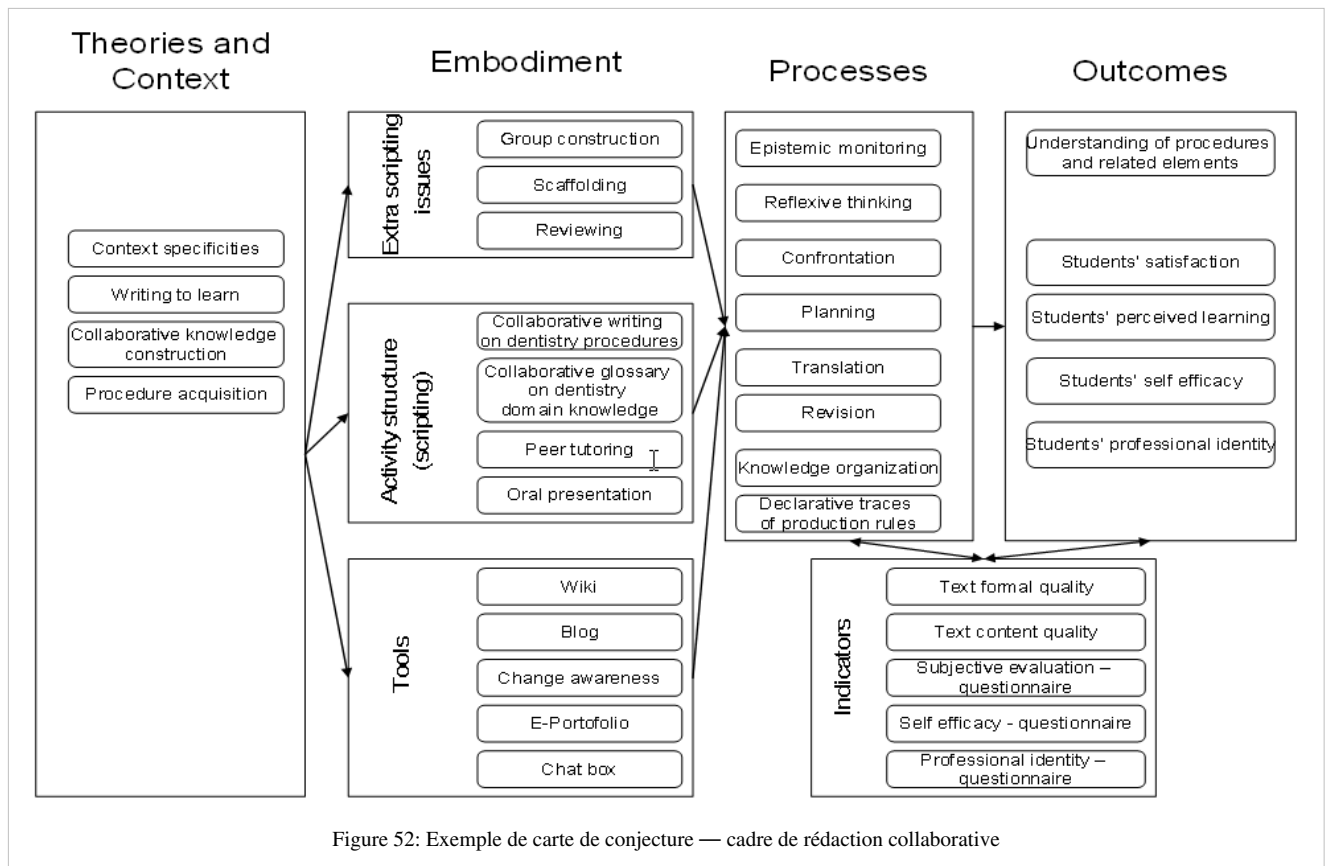 Theories and
Context
Embodiment
Processes
Outcomes
Context specificities
Writing to learn
Collaborative knowledge
construction
Procedure acquisition
Extra scripting
issues
Group construction
Scaffolding
Reviewing
Activity structure
(scripting)
Collaborative writing
on dentistry procedures
Collaborative glossary
on dentistry
domain knowledge
Peer tutoring
Oral presentation
Tools
Wiki
Blog
Change awareness
E-Portofolio
Chat box
Epistemic monitoring
Reflexive thinking
Confrontation
Planning
Translation
Revision
Knowledge organization
Declarative traces
of production rules
Understanding of procedures
and related elements
Students' satisfaction
Students' perceived learning
Students' self efficacy
Students' professional identity
Indicators
Text formal quality
Text content quality
Subjective evaluation –
questionnaire
Self efficacy - questionnaire
Professional identity –
questionnaire
Figure 52: Exemple de carte de conjecture — cadre de rédaction collaborative